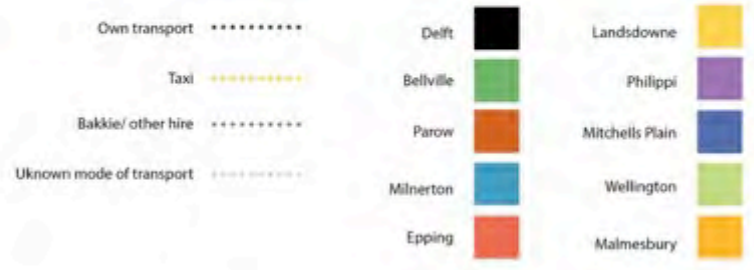 Own transport
Taxi
Bakkie/ other hire
Uknown mode of transport
Delft
Bellville
Parow
Milnerton
Epping
Landsdowne
Philippi
Mitchells Plain
Wellington
Malmesbury